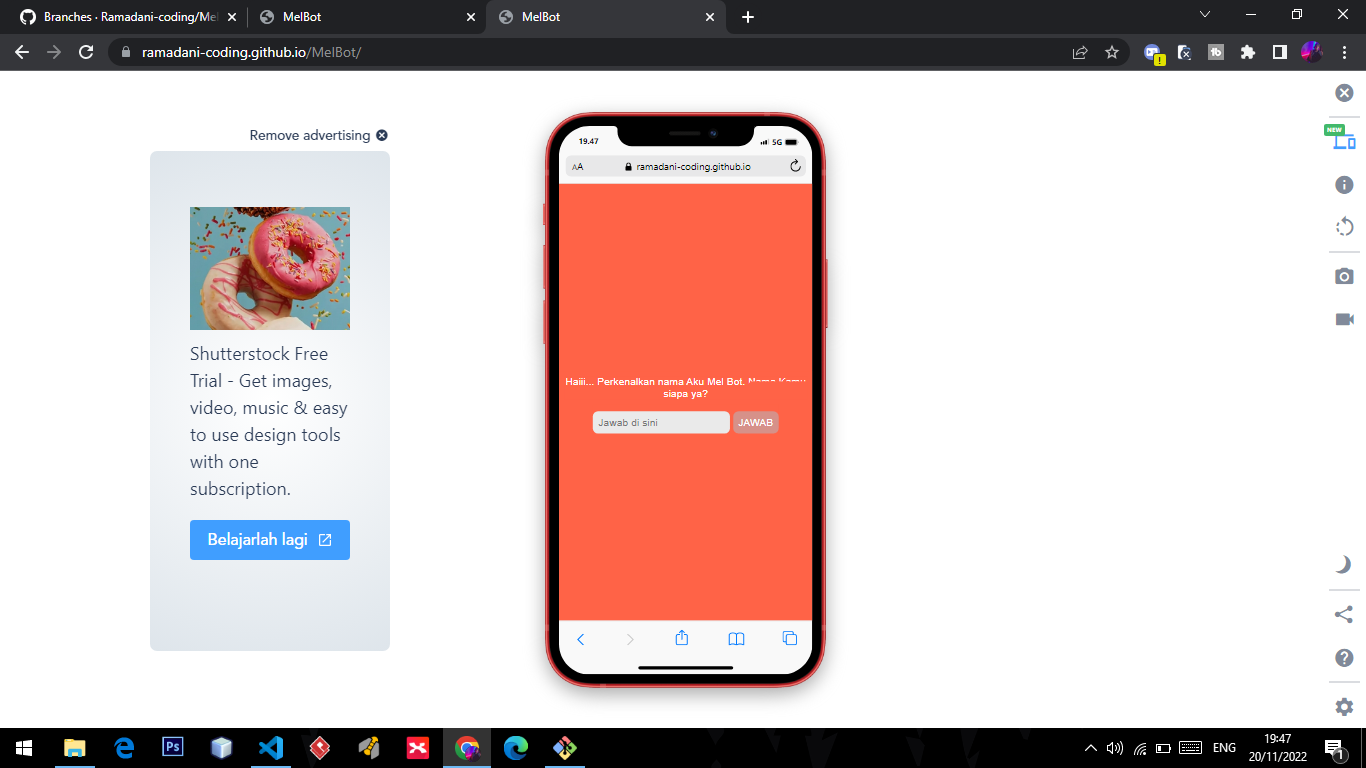 Branches · Ramadani-coding/Mel
MelBot
MelBot
ramadani-coding.github.io/MelBot/
Remove advertising
Shutterstock Free
Trial - Get images,
video, music & easy
to use design tools
with one
subscription.
Belajarlah lagi
19.47
5G
AA
ramadani-coding.github.io
Haiii... Perkenalkan nama Aku Mel Bot. Nama Kamu
siapa ya?
Jawab di sini
JAWAB
NEW
Ps
ENG
19:47
20/11/2022
1